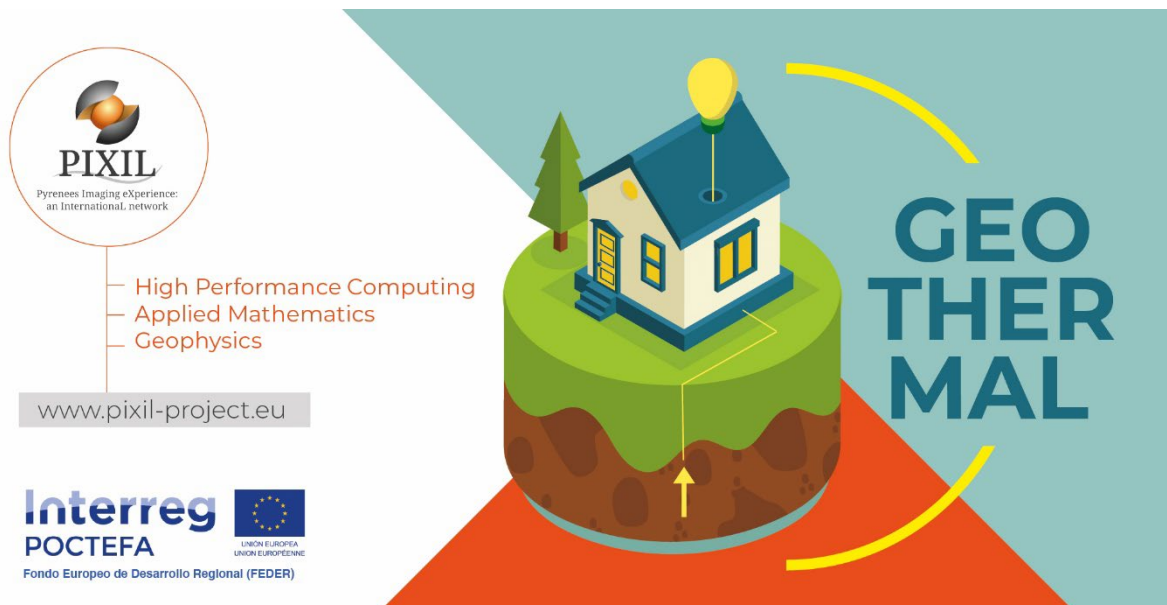 PIXIL
Pyrenees Imaging eXperience:
an InternationaL network
High Performance Computing
Applied Mathematics
Geophysics
www.pixil-project.eu
Interreg
POCTEFA
UNIÓN EUROPEA
UNION EUROPÉENNE
Fondo Europeo de Desarrollo Regional (FEDER)
GEO
THER
MAL